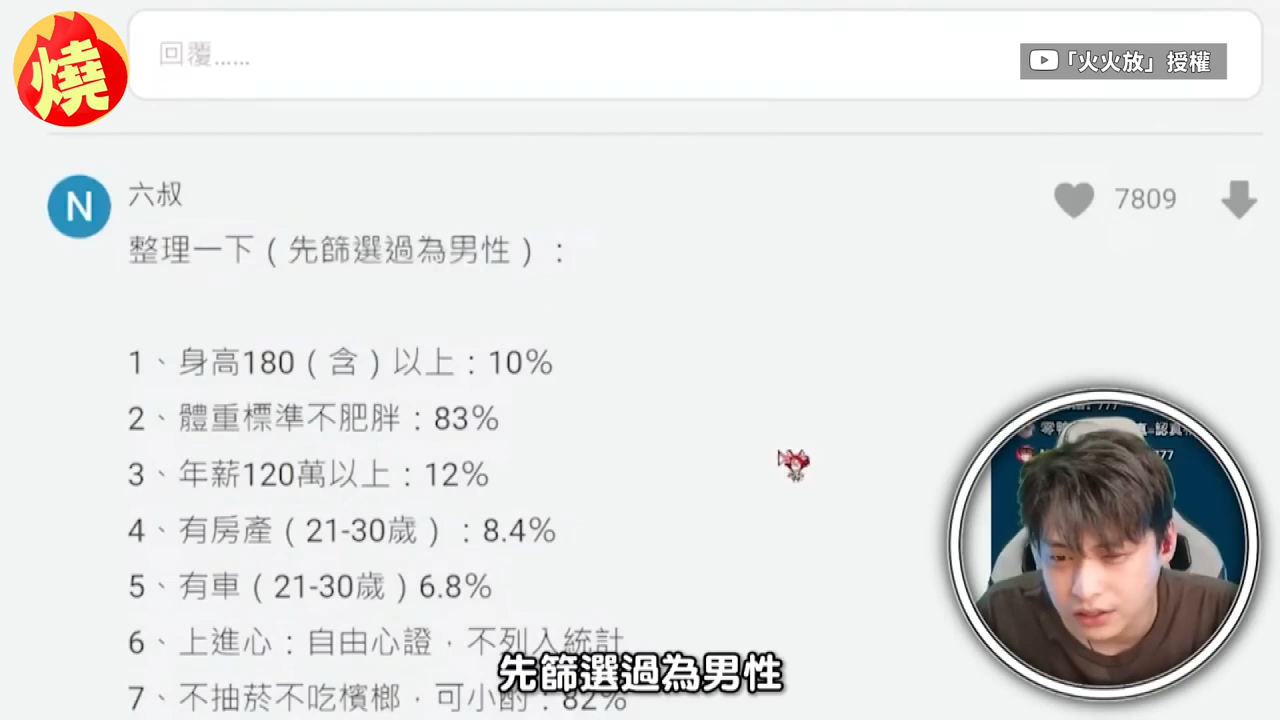 燒
回覆......
「火火放」授權
N
六叔
7809
整理一下（先篩選過為男性）：
1、身高180（含）以上：10%
2、體重標準不肥胖：83%
3、年薪120萬以上：12%
4、有房產（21-30歲）：8.4%
5、有車（21-30歲）6.8%
6、上進心：自由心證，不列入統計
7、不抽菸不吃檳榔，可小酌：82%
先篩選過為男性
777
777